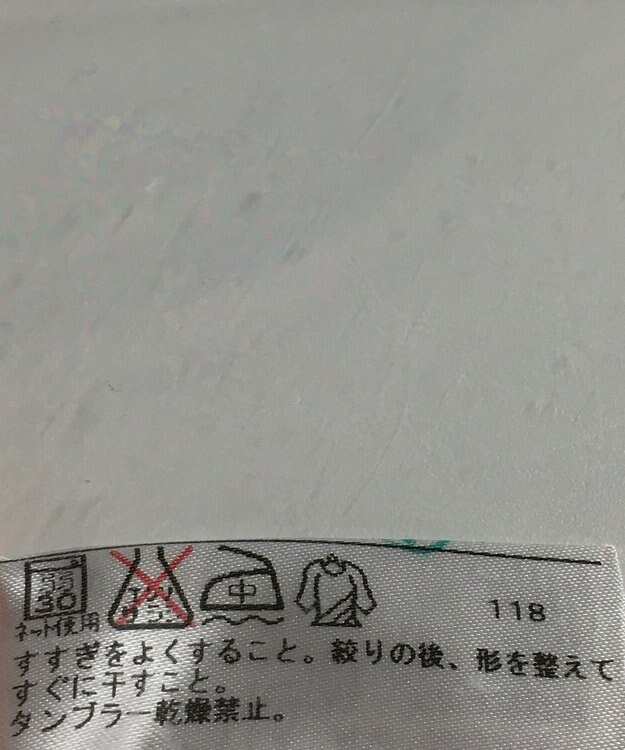 弱 30 エンソ サラシ 中 118
ネット使用
すすぎをよくすること。絞りの後、形を整えて
すぐに干すこと。
タンブラー乾燥禁止。